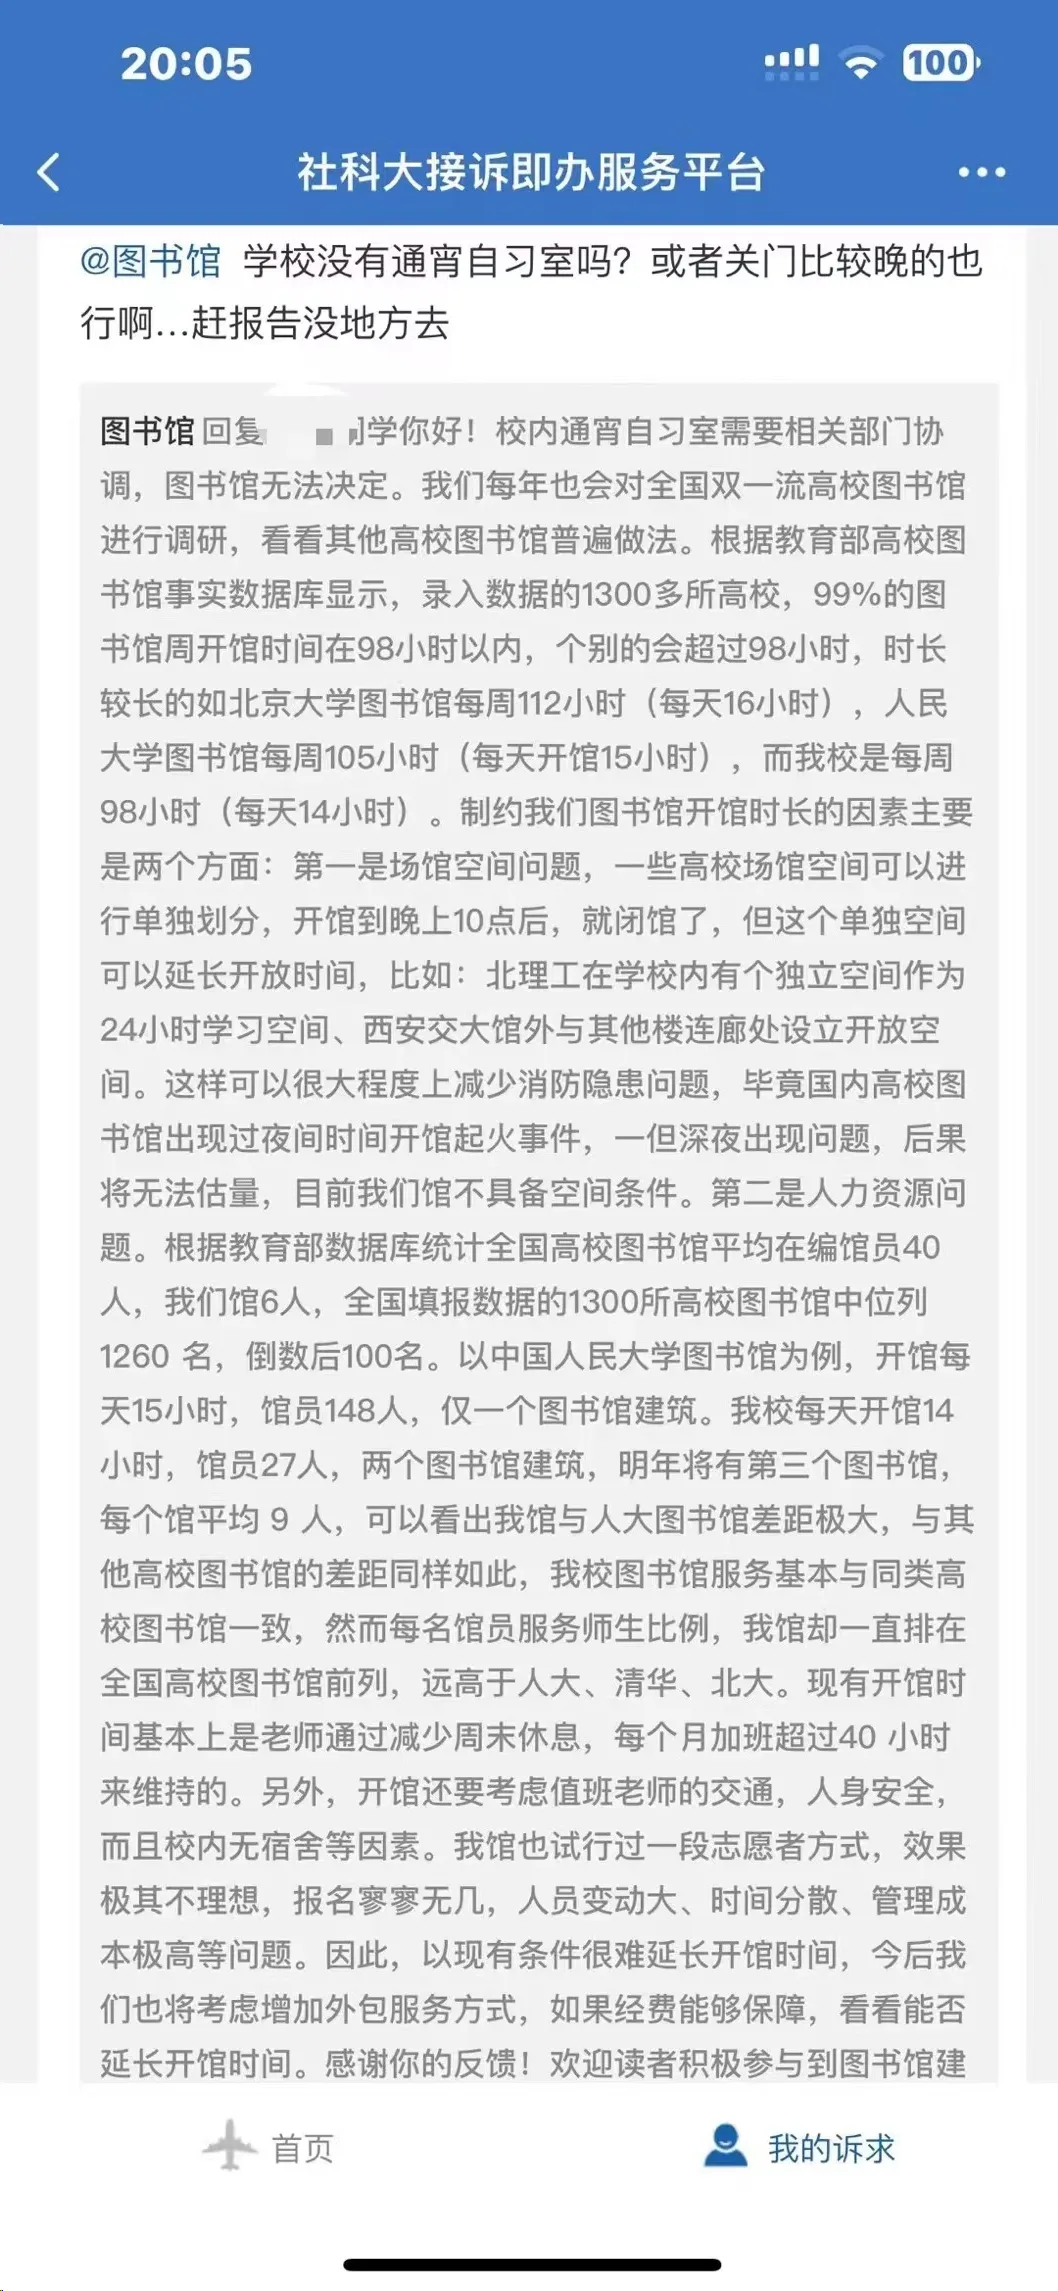 20:05
100
社科大接诉即办服务平台
@图书馆 学校没有通宵自习室吗？或者关门比较晚的也
行啊...赶报告没地方去
图书馆 回复 同学你好！校内通宵自习室需要相关部门协
调，图书馆无法决定。我们每年也会对全国双一流高校图书馆
进行调研，看看其他高校图书馆普遍做法。根据教育部高校图
书馆事实数据库显示，录入数据的1300多所高校，99%的图
书馆周开馆时间在98小时以内，个别的会超过98小时，时长
较长的如北京大学图书馆每周112小时（每天16小时），人民
大学图书馆每周105小时（每天开馆15小时），而我校是每周
98小时（每天14小时）。制约我们图书馆开馆时长的因素主要
是两个方面：第一是场馆空间问题，一些高校场馆空间可以进
行单独划分，开馆到晚上10点后，就闭馆了，但这个单独空间
可以延长开放时间，比如：北理工在学校内有个独立空间作为
24小时学习空间、西安交大馆外与其他楼连廊处设立开放空
间。这样可以很大程度上减少消防隐患问题，毕竟国内高校图
书馆出现过夜间时间开馆起火事件，一但深夜出现问题，后果
将无法估量，目前我们馆不具备空间条件。第二是人力资源问
题。根据教育部数据库统计全国高校图书馆平均在编馆员40
人，我们馆6人，全国填报数据的1300所高校图书馆中位列
1260 名，倒数后100名。以中国人民大学图书馆为例，开馆每
天15小时，馆员148人，仅一个图书馆建筑。我校每天开馆14
小时，馆员27人，两个图书馆建筑，明年将有第三个图书馆，
每个馆平均 9 人，可以看出我馆与人大图书馆差距极大，与其
他高校图书馆的差距同样如此，我校图书馆服务基本与同类高
校图书馆一致，然而每名馆员服务师生比例，我馆却一直排在
全国高校图书馆前列，远高于人大、清华、北大。现有开馆时
间基本上是老师通过减少周末休息，每个月加班超过40 小时
来维持的。另外，开馆还要考虑值班老师的交通，人身安全，
而且校内无宿舍等因素。我馆也试行过一段志愿者方式，效果
极其不理想，报名寥寥无几，人员变动大、时间分散、管理成
本极高等问题。因此，以现有条件很难延长开馆时间，今后我
们也将考虑增加外包服务方式，如果经费能够保障，看看能否
延长开馆时间。感谢你的反馈！欢迎读者积极参与到图书馆建
首页
我的诉求